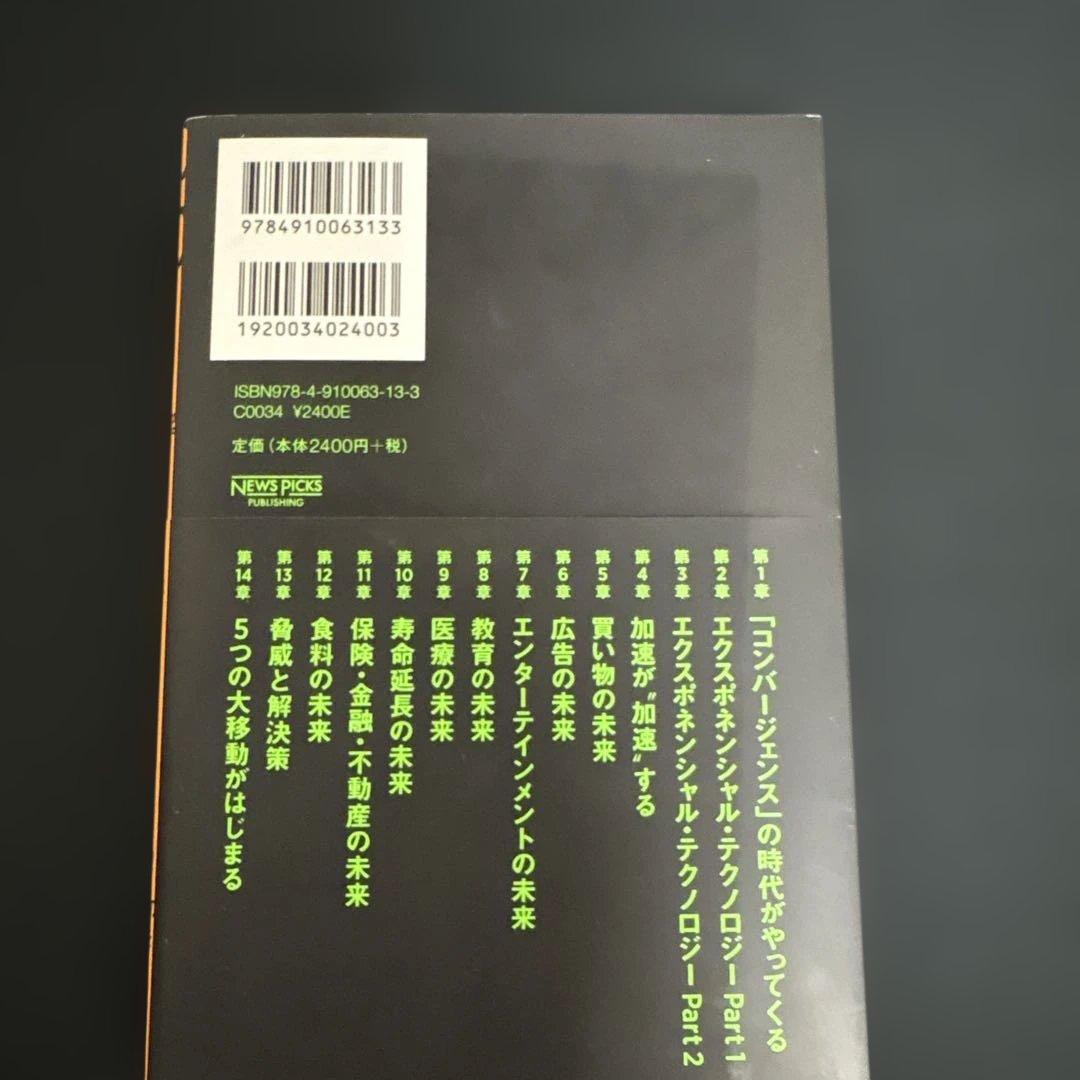 9784910063133
1920034024003
ISBN978-4-910063-13-3
C0034 ¥2400E
定価(本体2400円+税)
NEWS PICKS
PUBLISHING
第1章 「コンバージェンス」の時代がやってくる
第2章 エクスポネンシャル・テクノロジー Part 1
第3章 エクスポネンシャル・テクノロジー Part 2
第4章 加速が“加速”する
第5章 買い物の未来
第6章 広告の未来
第7章 エンターテインメントの未来
第8章 教育の未来
第9章 医療の未来
第10章 寿命延長の未来
第11章 保険・金融・不動産の未来
第12章 食料の未来
第13章 脅威と解決策
第14章 5つの大移動がはじまる